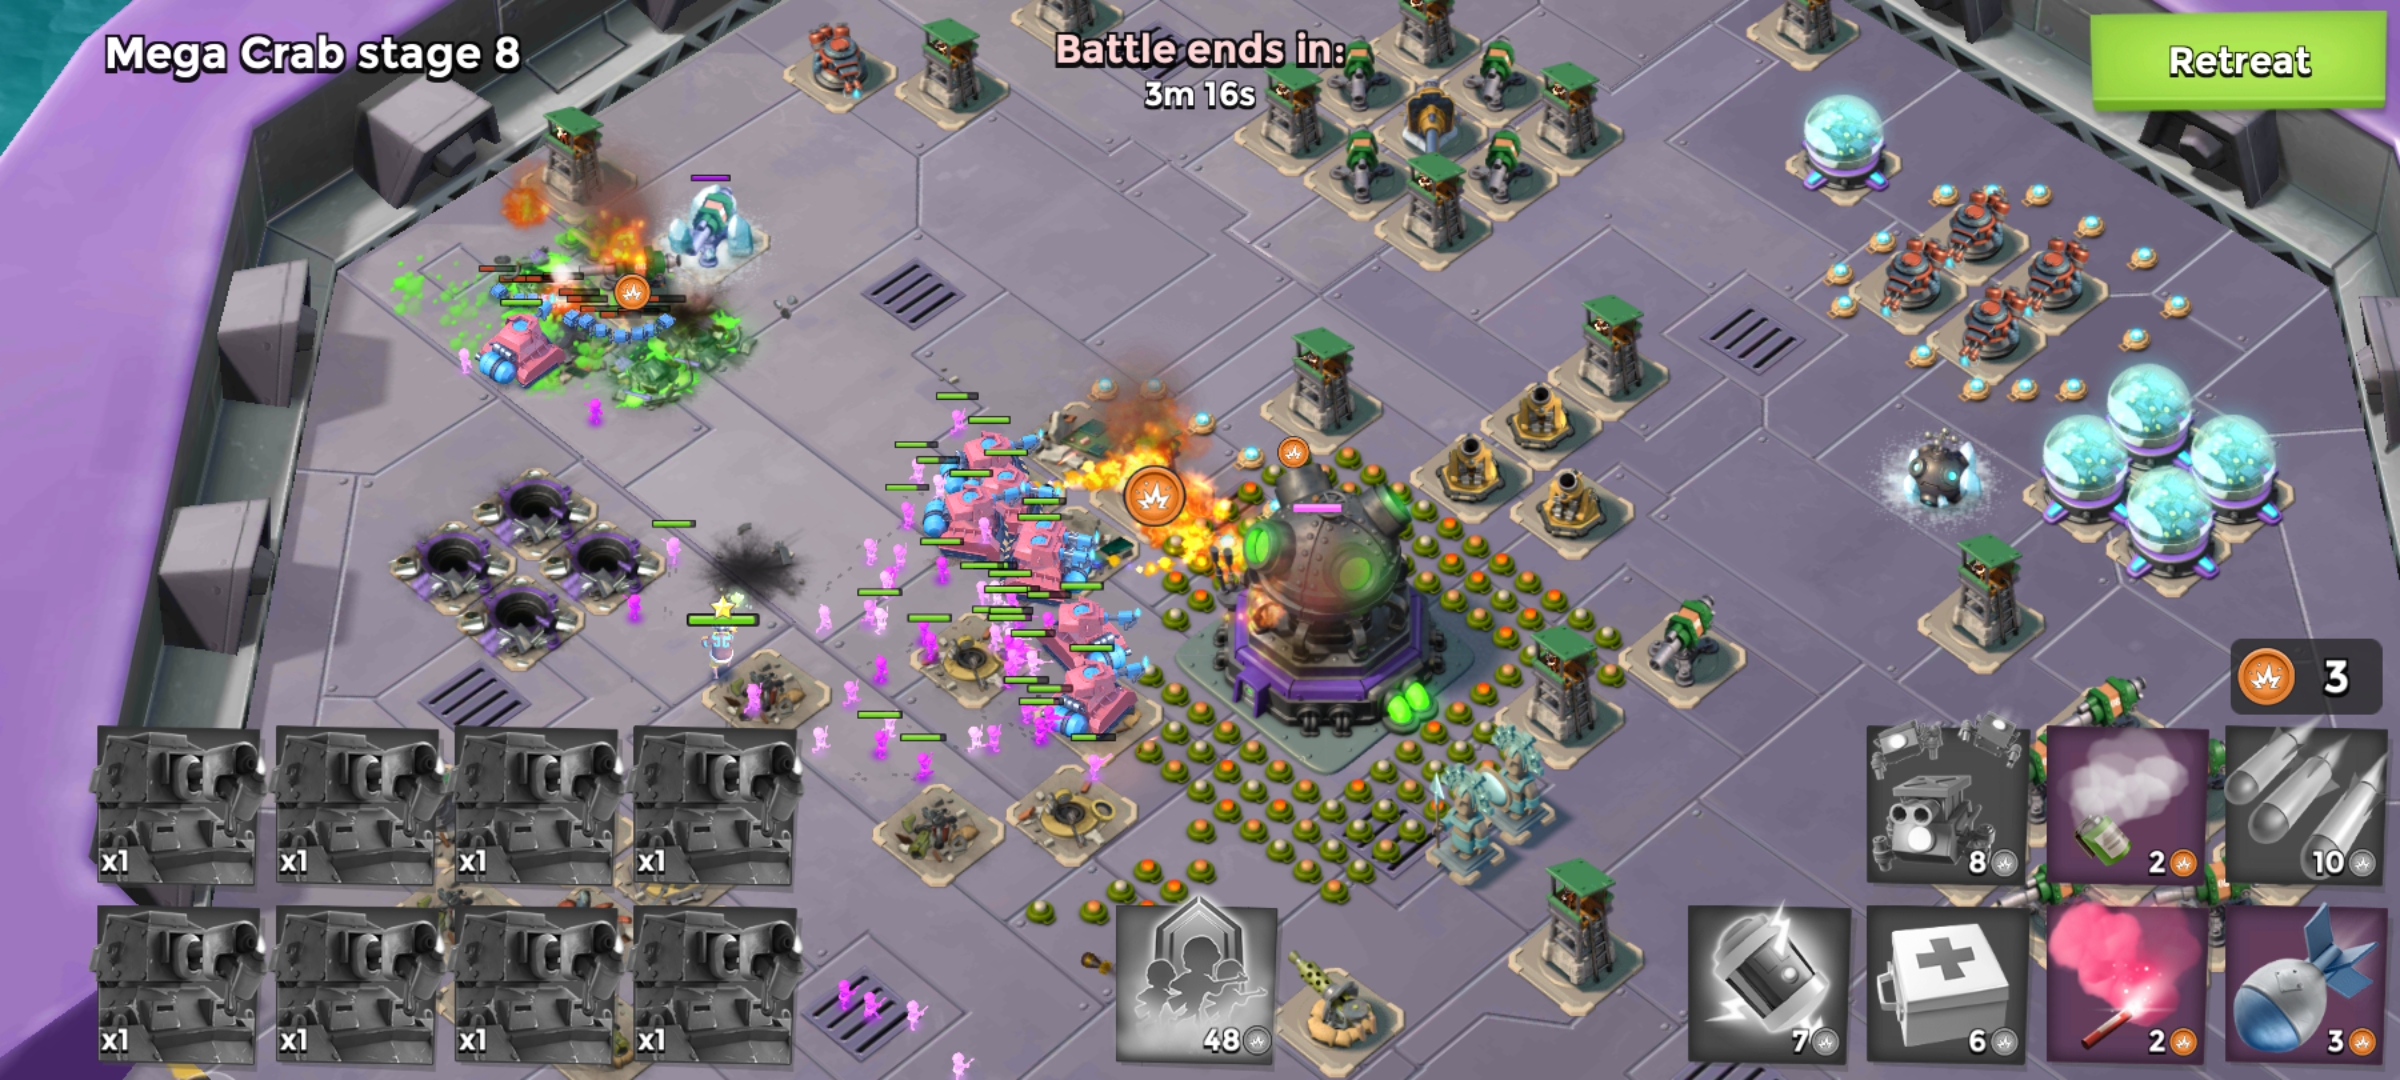 Mega Crab stage 8
Battle ends in:
3m 16s
Retreat
3
x1
x1
x1
x1
8
2
10
x1
x1
x1
x1
48
7
6
2
3